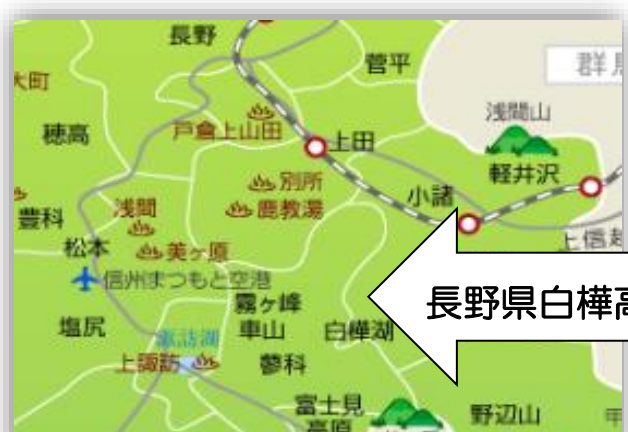 長野
菅平
群馬
大町
浅間山
戸倉上山田
上田
穂高
軽井沢
別所
小諸
豊科
浅間
鹿教湯
上信越
松本
美ヶ原
信州まつもと空港
長野県白樺高
霧ヶ峰
塩尻
諏訪湖
車山
白樺湖
上諏訪
蓼科
富士見
高原
野辺山